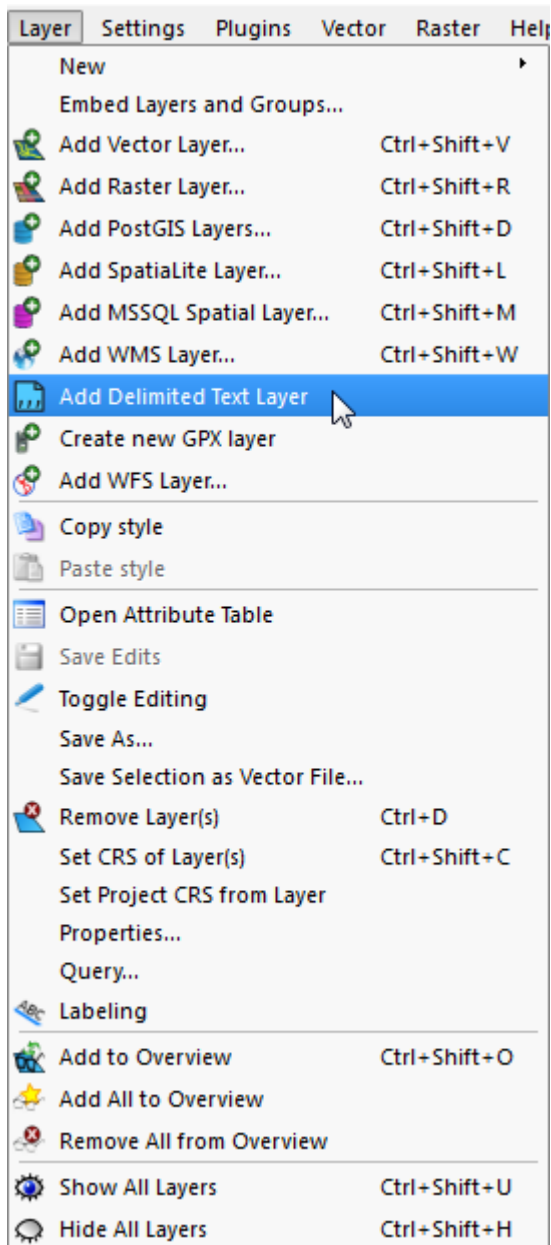 Layer Settings Plugins Vector Raster Help
New
Embed Layers and Groups...
Add Vector Layer... Ctrl+Shift+V
Add Raster Layer... Ctrl+Shift+R
Add PostGIS Layers... Ctrl+Shift+D
Add SpatiaLite Layer... Ctrl+Shift+L
Add MSSQL Spatial Layer... Ctrl+Shift+M
Add WMS Layer... Ctrl+Shift+W
Add Delimited Text Layer
Create new GPX layer
Add WFS Layer...
Copy style
Paste style
Open Attribute Table
Save Edits
Toggle Editing
Save As...
Save Selection as Vector File...
Remove Layer(s) Ctrl+D
Set CRS of Layer(s) Ctrl+Shift+C
Set Project CRS from Layer
Properties...
Query...
ABC Labeling
Add to Overview Ctrl+Shift+O
Add All to Overview
Remove All from Overview
Show All Layers Ctrl+Shift+U
Hide All Layers Ctrl+Shift+H